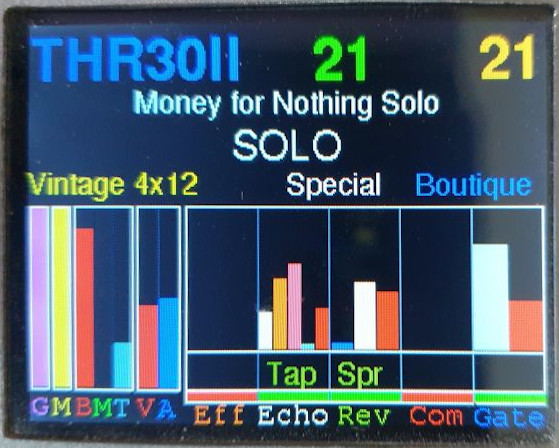 THR30II 21 21
Money for Nothing Solo
SOLO
Vintage 4x12 Special Boutique
Tap Spr
GMBMT VA Eff Echo Rev Com Gate